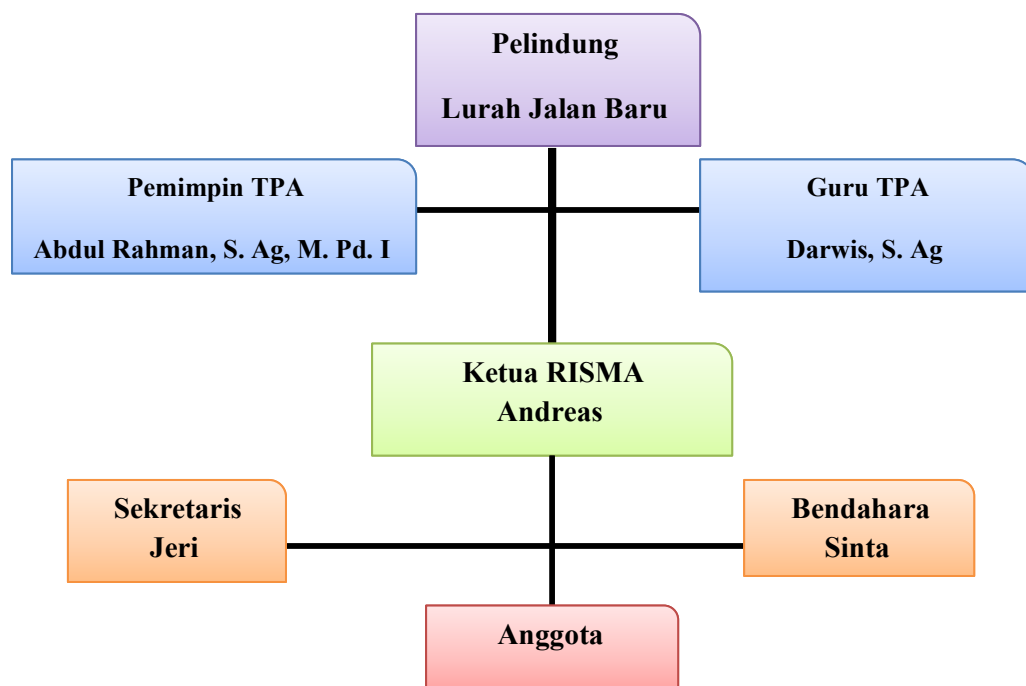 Pelindung
Lurah Jalan Baru
Pemimpin TPA
Abdul Rahman, S. Ag, M. Pd. I
Guru TPA
Darwis, S. Ag
Ketua RISMA
Andreas
Sekretaris
Jeri
Bendahara
Sinta
Anggota